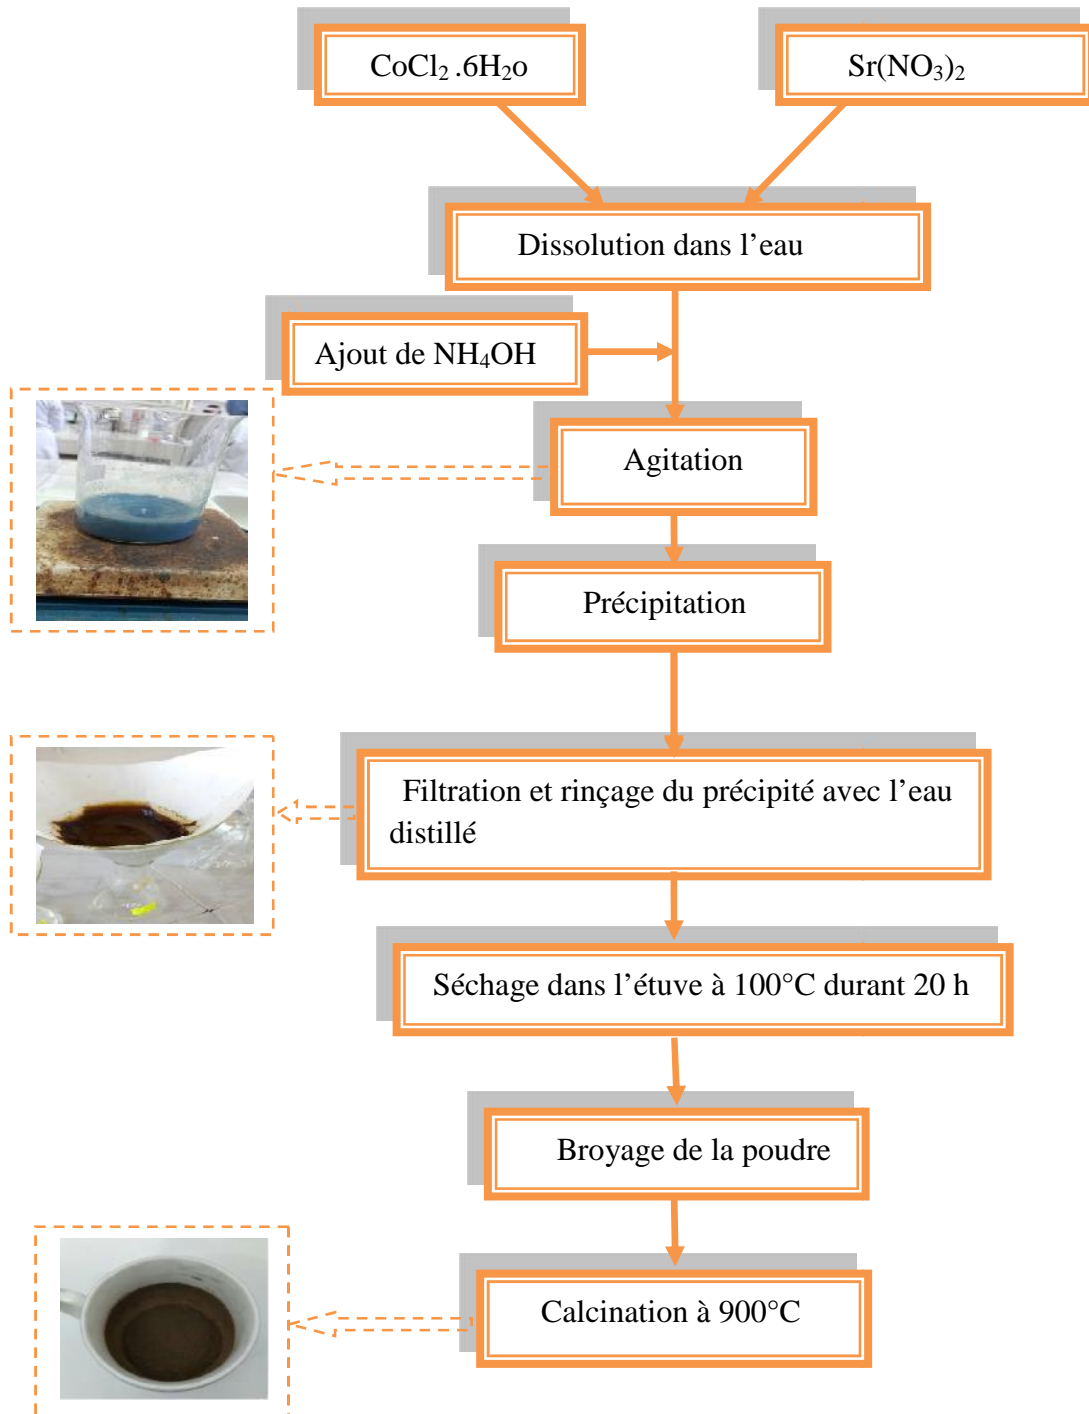 CoCl₂ .6H₂o
Sr(NO₃)₂
Dissolution dans l’eau
Ajout de NH₄OH
Agitation
Précipitation
Filtration et rinçage du précipité avec l’eau
distillé
Séchage dans l’étuve à 100°C durant 20 h
Broyage de la poudre
Calcination à 900°C